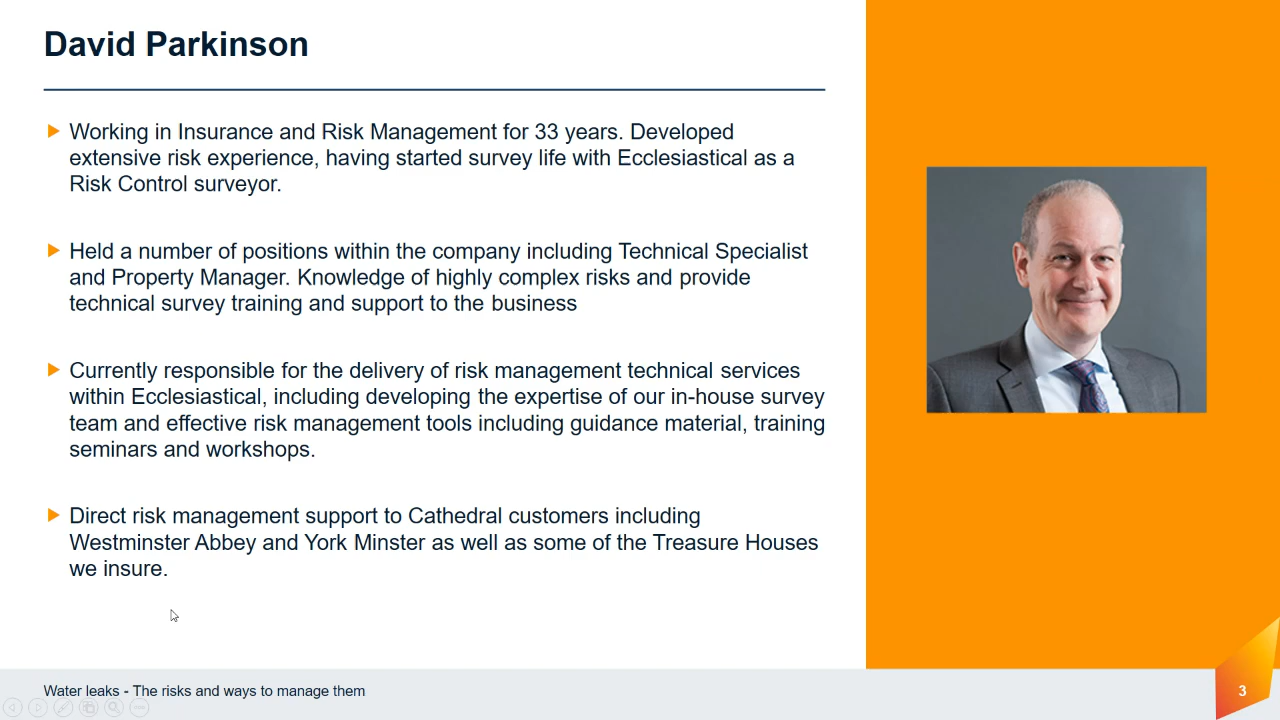 David Parkinson
Working in Insurance and Risk Management for 33 years. Developed
extensive risk experience, having started survey life with Ecclesiastical as a
Risk Control surveyor.
Held a number of positions within the company including Technical Specialist
and Property Manager. Knowledge of highly complex risks and provide
technical survey training and support to the business
Currently responsible for the delivery of risk management technical services
within Ecclesiastical, including developing the expertise of our in-house survey
team and effective risk management tools including guidance material, training
seminars and workshops.
Direct risk management support to Cathedral customers including
Westminster Abbey and York Minster as well as some of the Treasure Houses
we insure.
Water leaks - The risks and ways to manage them
3